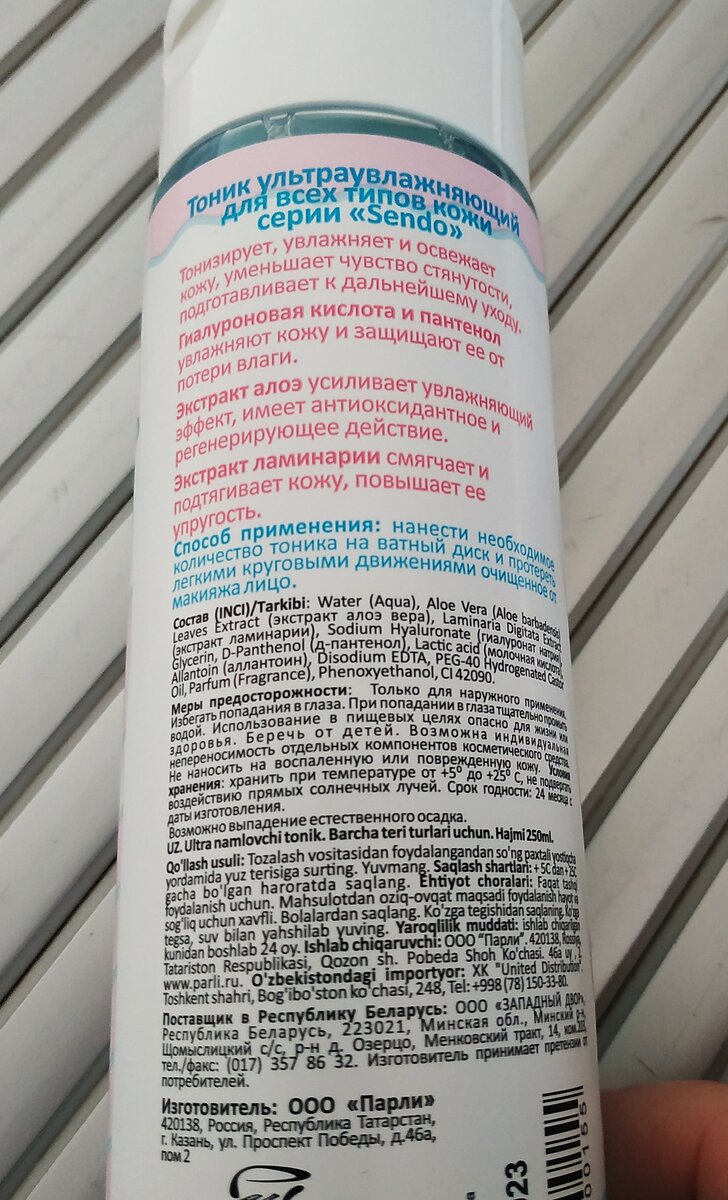 Тоник ультраувлажняющий
для всех типов кожи
серии «Sendo»
Тонизирует, увлажняет и освежает
кожу, уменьшает чувство стянутости,
подготавливает к дальнейшему уходу.
Гиалуроновая кислота и пантенол
увлажняют кожу и защищают ее от
потери влаги.
Экстракт алоэ усиливает увлажняющий
эффект, имеет антиоксидантное и
регенерирующее действие.
Экстракт ламинарии смягчает и
подтягивает кожу, повышает ее
упругость.
Способ применения: нанести необходимое
количество тоника на ватный диск и протереть
легкими круговыми движениями очищенное от
макияжа лицо.
Состав (INCI)/Tarkibi: Water (Aqua), Aloe Vera (Aloe barbadensis)
Leaves Extract (экстракт алоэ вера), Laminaria Digitata Extract
(экстракт ламинарии), Sodium Hyaluronate (гиалуронат натрия),
Glycerin, D-Panthenol (д-пантенол), Lactic acid (молочная кислота),
Allantoin (аллантоин), Disodium EDTA, PEG-40 Hydrogenated Castor
Oil, Parfum (Fragrance), Phenoxyethanol, CI 42090.
Меры предосторожности: Только для наружного применения.
Избегать попадания в глаза. При попадании в глаза тщательно промыть
водой. Использование в пищевых целях опасно для жизни или
здоровья. Беречь от детей. Возможна индивидуальная
непереносимость отдельных компонентов косметического средства.
Не наносить на воспаленную или поврежденную кожу. Условия
хранения: хранить при температуре от +5⁰ до +25⁰ С, не подвергать
воздействию прямых солнечных лучей. Срок годности: 24 месяца с
даты изготовления.
Возможно выпадение естественного осадка.
UZ. Ultra namlovchi tonik. Barcha teri turlari uchun. Hajmi 250ml.
Qo'llash usuli: Tozalash vositasidan foydalangandan so'ng paxtali yostiqcha
yordamida yuz terisiga surting. Yuvmang. Saqlash shartlari: + 5C dan + 25C
gacha bo'lgan haroratda saqlang. Ehtiyot choralari: Faqat tashqi
foydalanish uchun. Mahsulotdan oziq-ovqat maqsadi foydalanish hayot va
sog'liq uchun xavfli. Bolalardan saqlang. Ko'zga tegishidan saqlaning. Ko'zga
tegsa, suv bilan yahshilab yuving. Yaroqlilik muddati: ishlab chiqarilgan
kunidan boshlab 24 oy. Ishlab chiqaruvchi: ООО "Парли". 420138, Rossiya,
Tatariston Respublikasi, Qozon sh. Pobeda Shoh Ko'chasi. 46a uy,
www.parli.ru. O'zbekistondagi importyor: XK "United Distribution".
Toshkent shahri, Bog'ibo'ston ko'chasi, 248, Tel: +998 (78) 150-33-80.
Поставщик в Республику Беларусь: ООО «ЗАПАДНЫЙ ДВОР»,
Республика Беларусь, 223021, Минская обл., Минский р-н,
Щомыслицкий с/с, р-н д. Озерцо, Менковский тракт, 14, ком.
тел./факс: (017) 357 86 32. Изготовитель принимает претензии от
потребителей.
Изготовитель: ООО «Парли»
420138, Россия, Республика Татарстан,
г. Казань, ул. Проспект Победы, д.46а,
пом 2